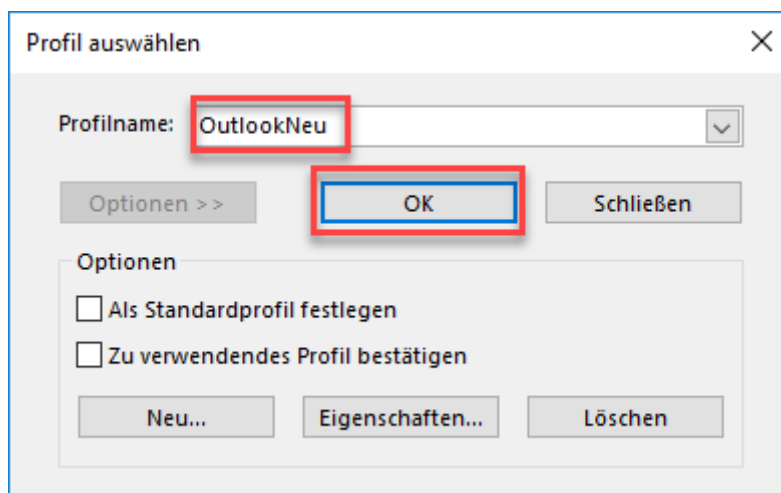 Profil auswählen
Profilname: OutlookNeu
Optionen >> OK Schließen
Optionen
Als Standardprofil festlegen
Zu verwendendes Profil bestätigen
Neu... Eigenschaften... Löschen